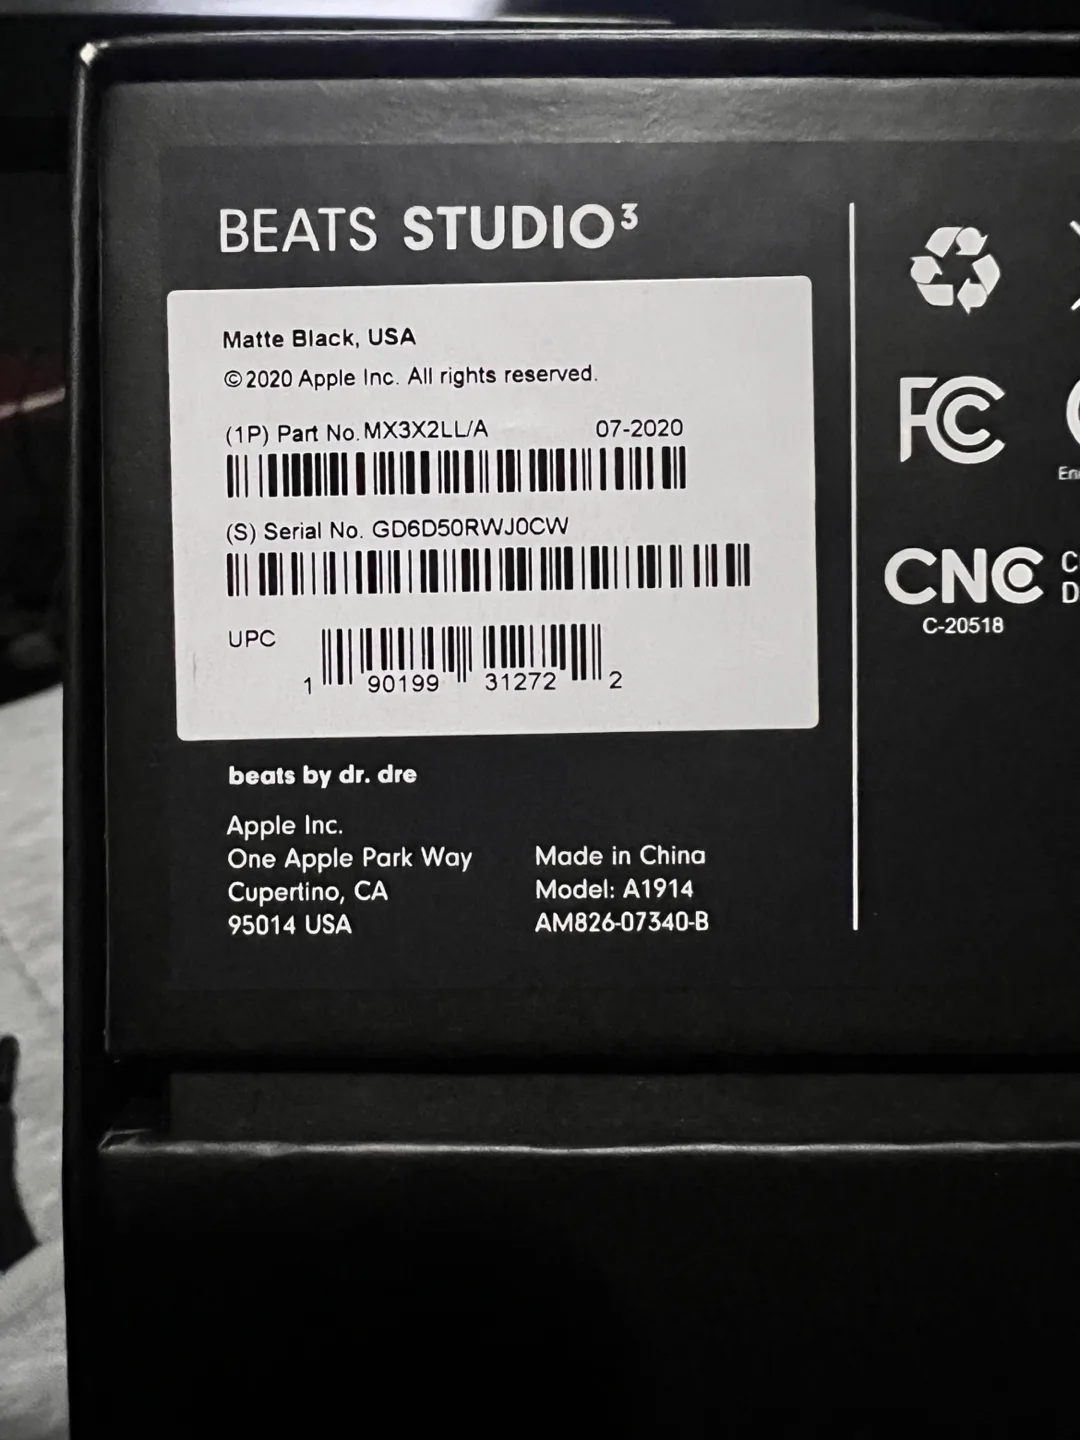 BEATS STUDIO³
Matte Black, USA
©2020 Apple Inc. All rights reserved.
(1P) Part No. MX3X2LL/A 07-2020
(S) Serial No. GD6D50RWJ0CW
UPC
1 90199 31272 2
beats by dr. dre
Apple Inc.
One Apple Park Way
Cupertino, CA
95014 USA
Made in China
Model: A1914
AM826-07340-B
FC
CNC
C-20518